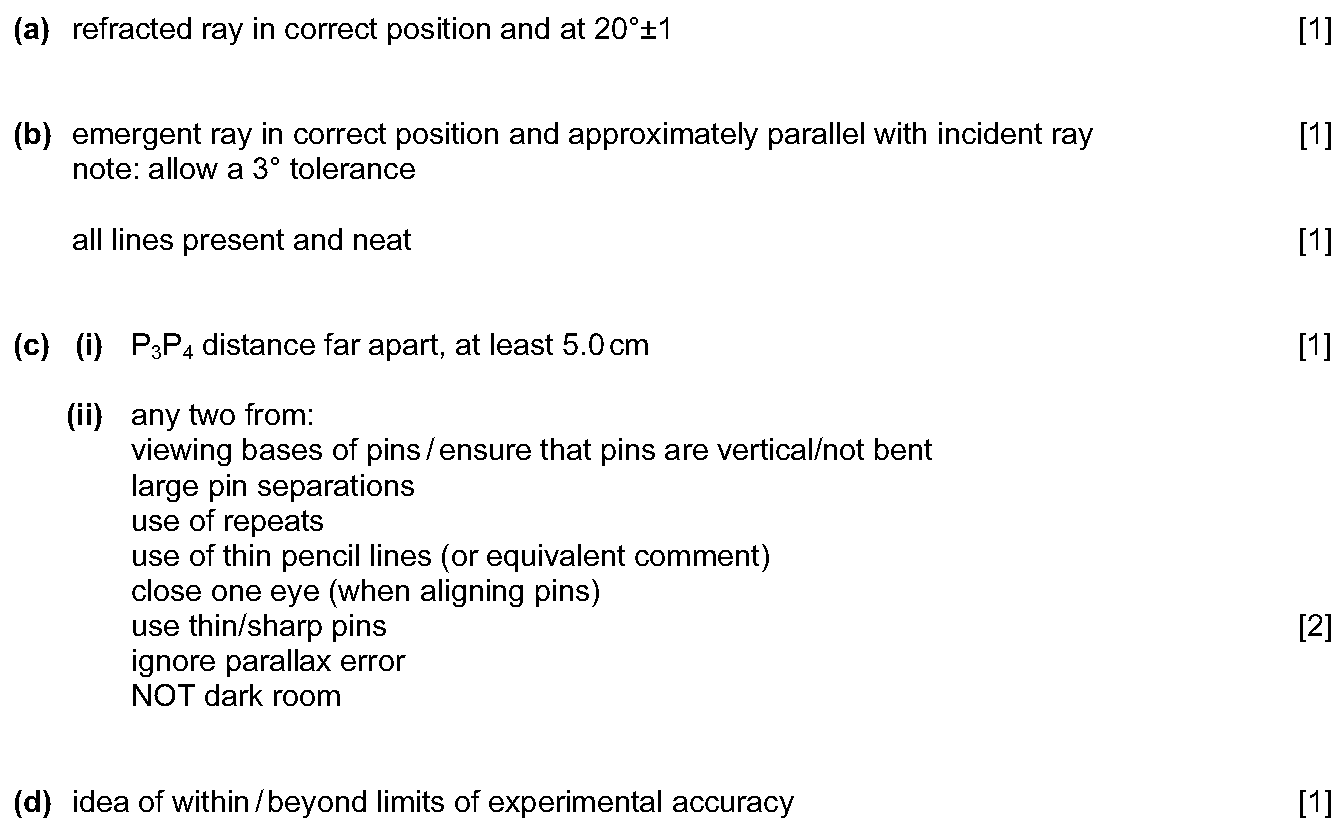 (a) refracted ray in correct position and at 20°±1 [1]
(b) emergent ray in correct position and approximately parallel with incident ray [1]
note: allow a 3° tolerance
all lines present and neat [1]
(c) (i) P₃P₄ distance far apart, at least 5.0 cm [1]
(ii) any two from:
viewing bases of pins / ensure that pins are vertical/not bent
large pin separations
use of repeats
use of thin pencil lines (or equivalent comment)
close one eye (when aligning pins)
use thin/sharp pins [2]
ignore parallax error
NOT dark room
(d) idea of within / beyond limits of experimental accuracy [1]